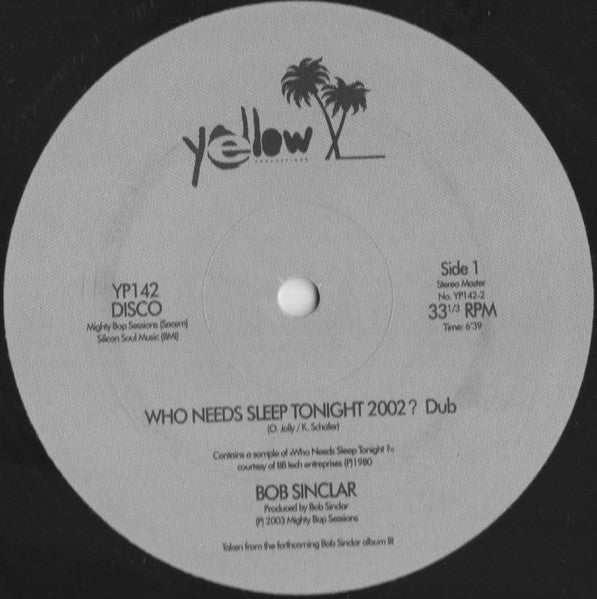 yellow
PRODUCTIONS
Side 1
Stereo Master
No. YP142-2
33 1/3 RPM
Time: 6'39
YP142
DISCO
Mighty Bop Sessions (Sacem)
Silicon Soul Music (BMI)
WHO NEEDS SLEEP TONIGHT 2002? Dub
(O. Jolly / K. Schafer)
Contains a sample of «Who Needs Sleep Tonight ?»
courtesy of tech entreprises (P)1980
BOB SINCLAR
Produced by Bob Sinclar
(P) 2003 Mighty Bop Sessions
Taken from the forthcoming Bob Sinclar album III